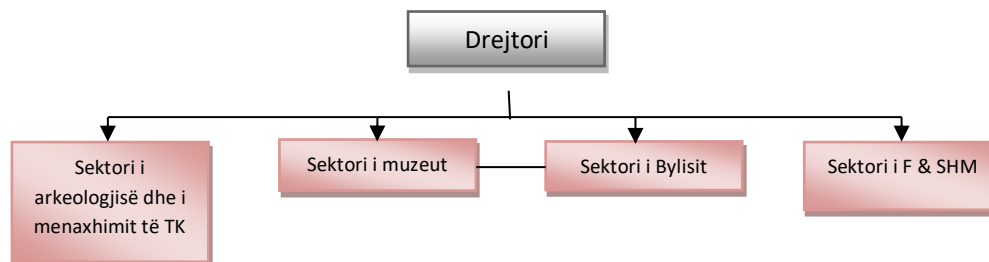 Drejtori
Sektori i
arkeologjisë dhe i
menaxhimit të TK
Sektori i muzeut
Sektori i Bylisit
Sektori i F & SHM